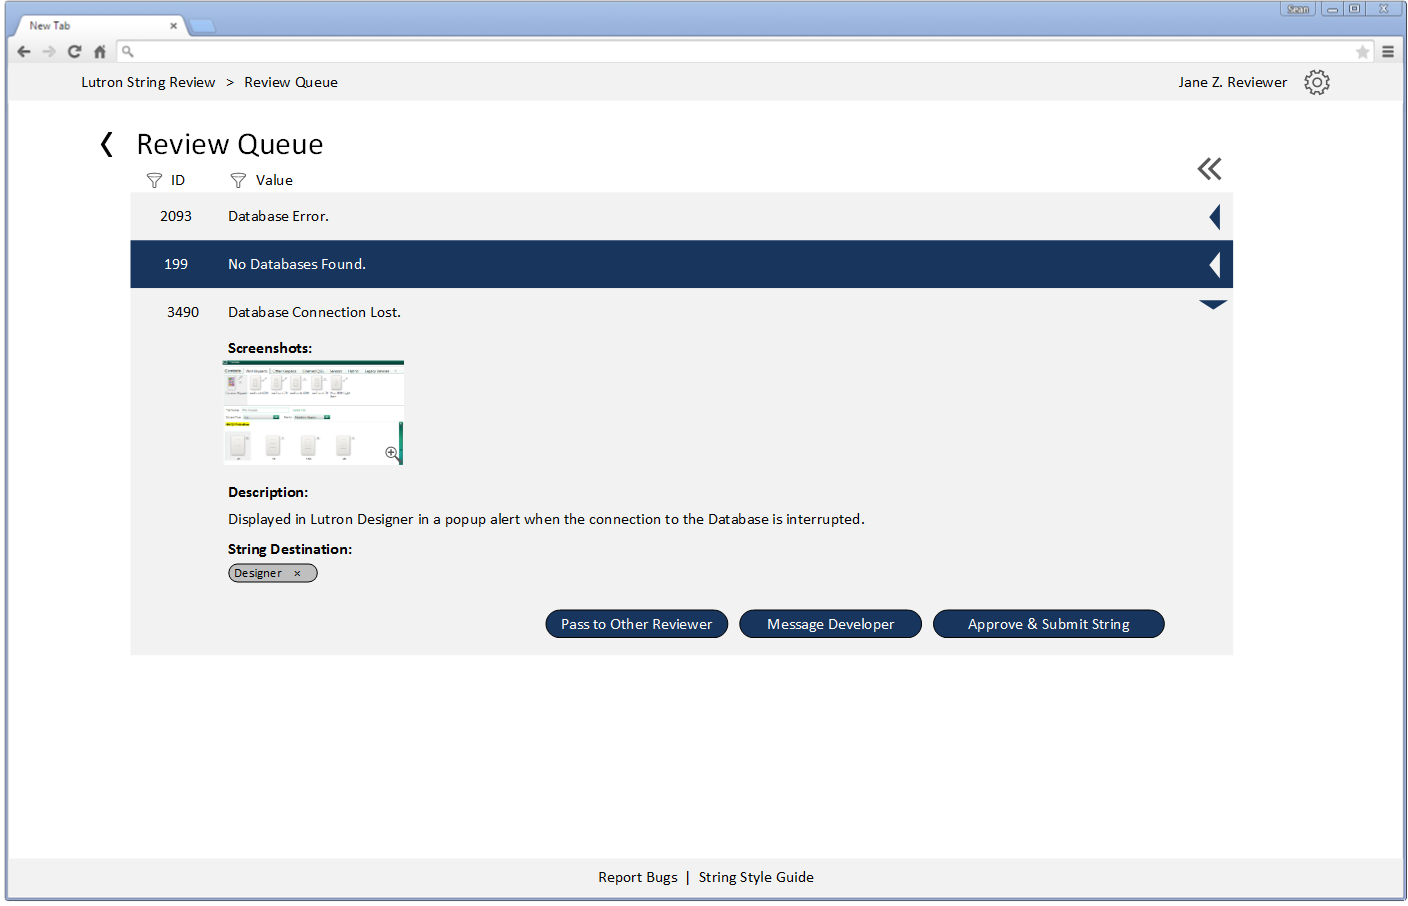 New Tab
Sean
Lutron String Review > Review Queue
Jane Z. Reviewer
Review Queue
ID Value
2093 Database Error.
199 No Databases Found.
3490 Database Connection Lost.
Screenshots:
Description:
Displayed in Lutron Designer in a popup alert when the connection to the Database is interrupted.
String Destination:
Designer ×
Pass to Other Reviewer Message Developer Approve & Submit String
Report Bugs | String Style Guide